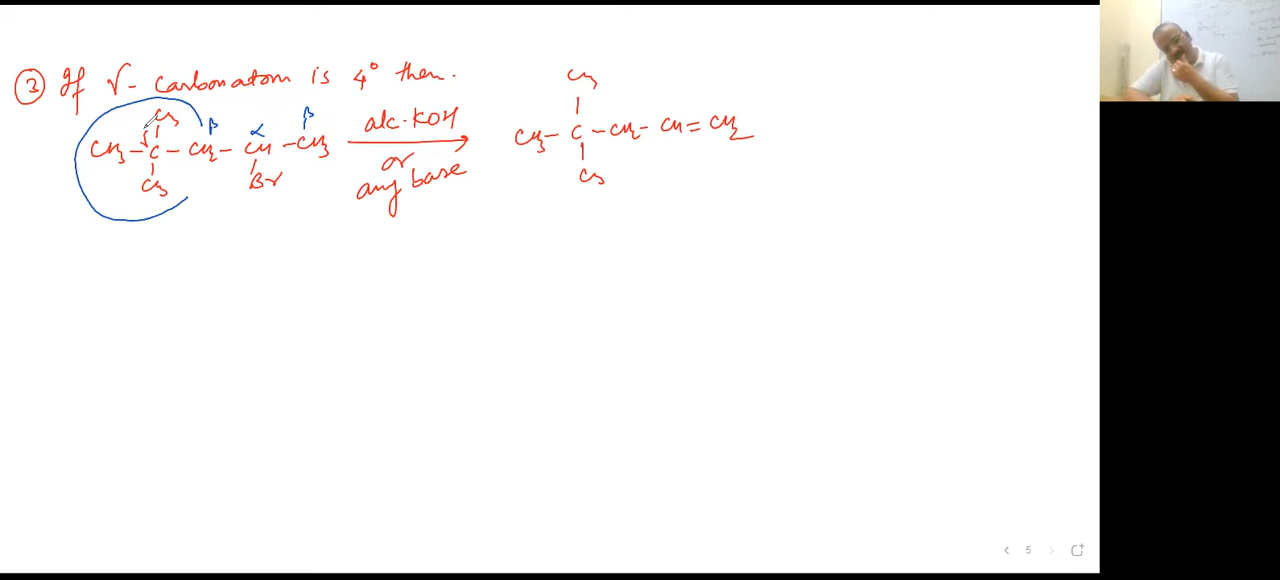 ③ If γ- carbon atom is 4° then.
CH3 β α β
CH3 - C - CH2 - CH - CH3 alc. KOH
CH3 Br or
any base
CH3
CH3 - C - CH2 - CH = CH2
CH3
5